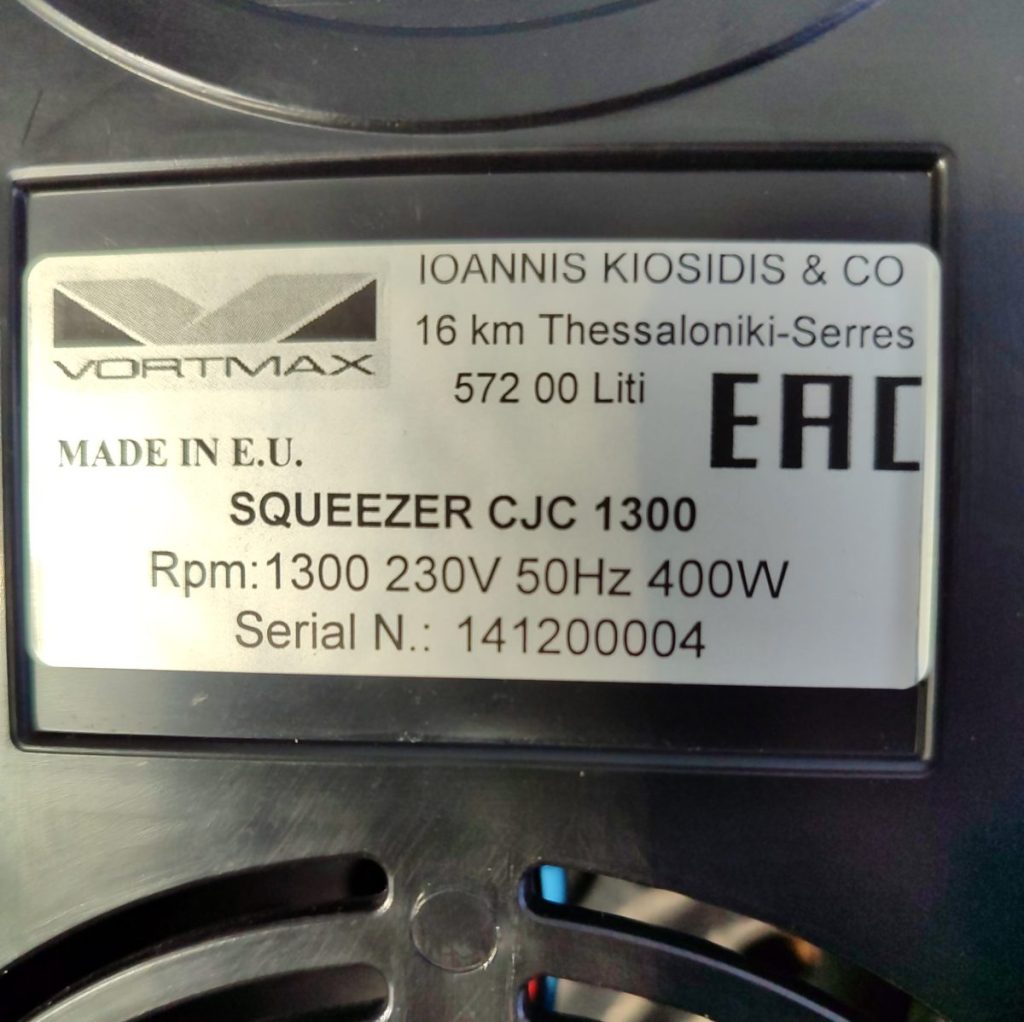 IOANNIS KIOSIDIS & CO
VORTMAX
16 km Thessaloniki-Serres
572 00 Liti
EAC
MADE IN E.U.
SQUEEZER CJC 1300
Rpm:1300 230V 50Hz 400W
Serial N.: 141200004